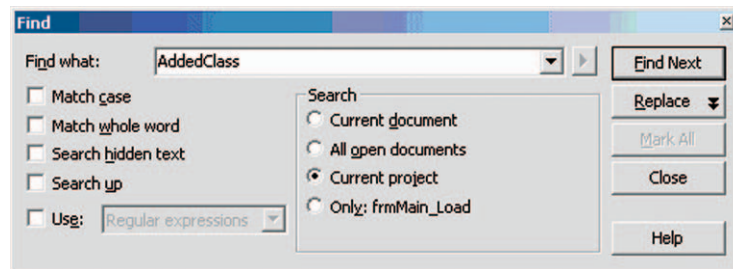 Find
Find what: AddedClass Find Next
Match case
Match whole word
Search hidden text
Search up
Use: Regular expressions
Search
Current document
All open documents
Current project
Only: frmMain_Load
Replace
Mark All
Close
Help